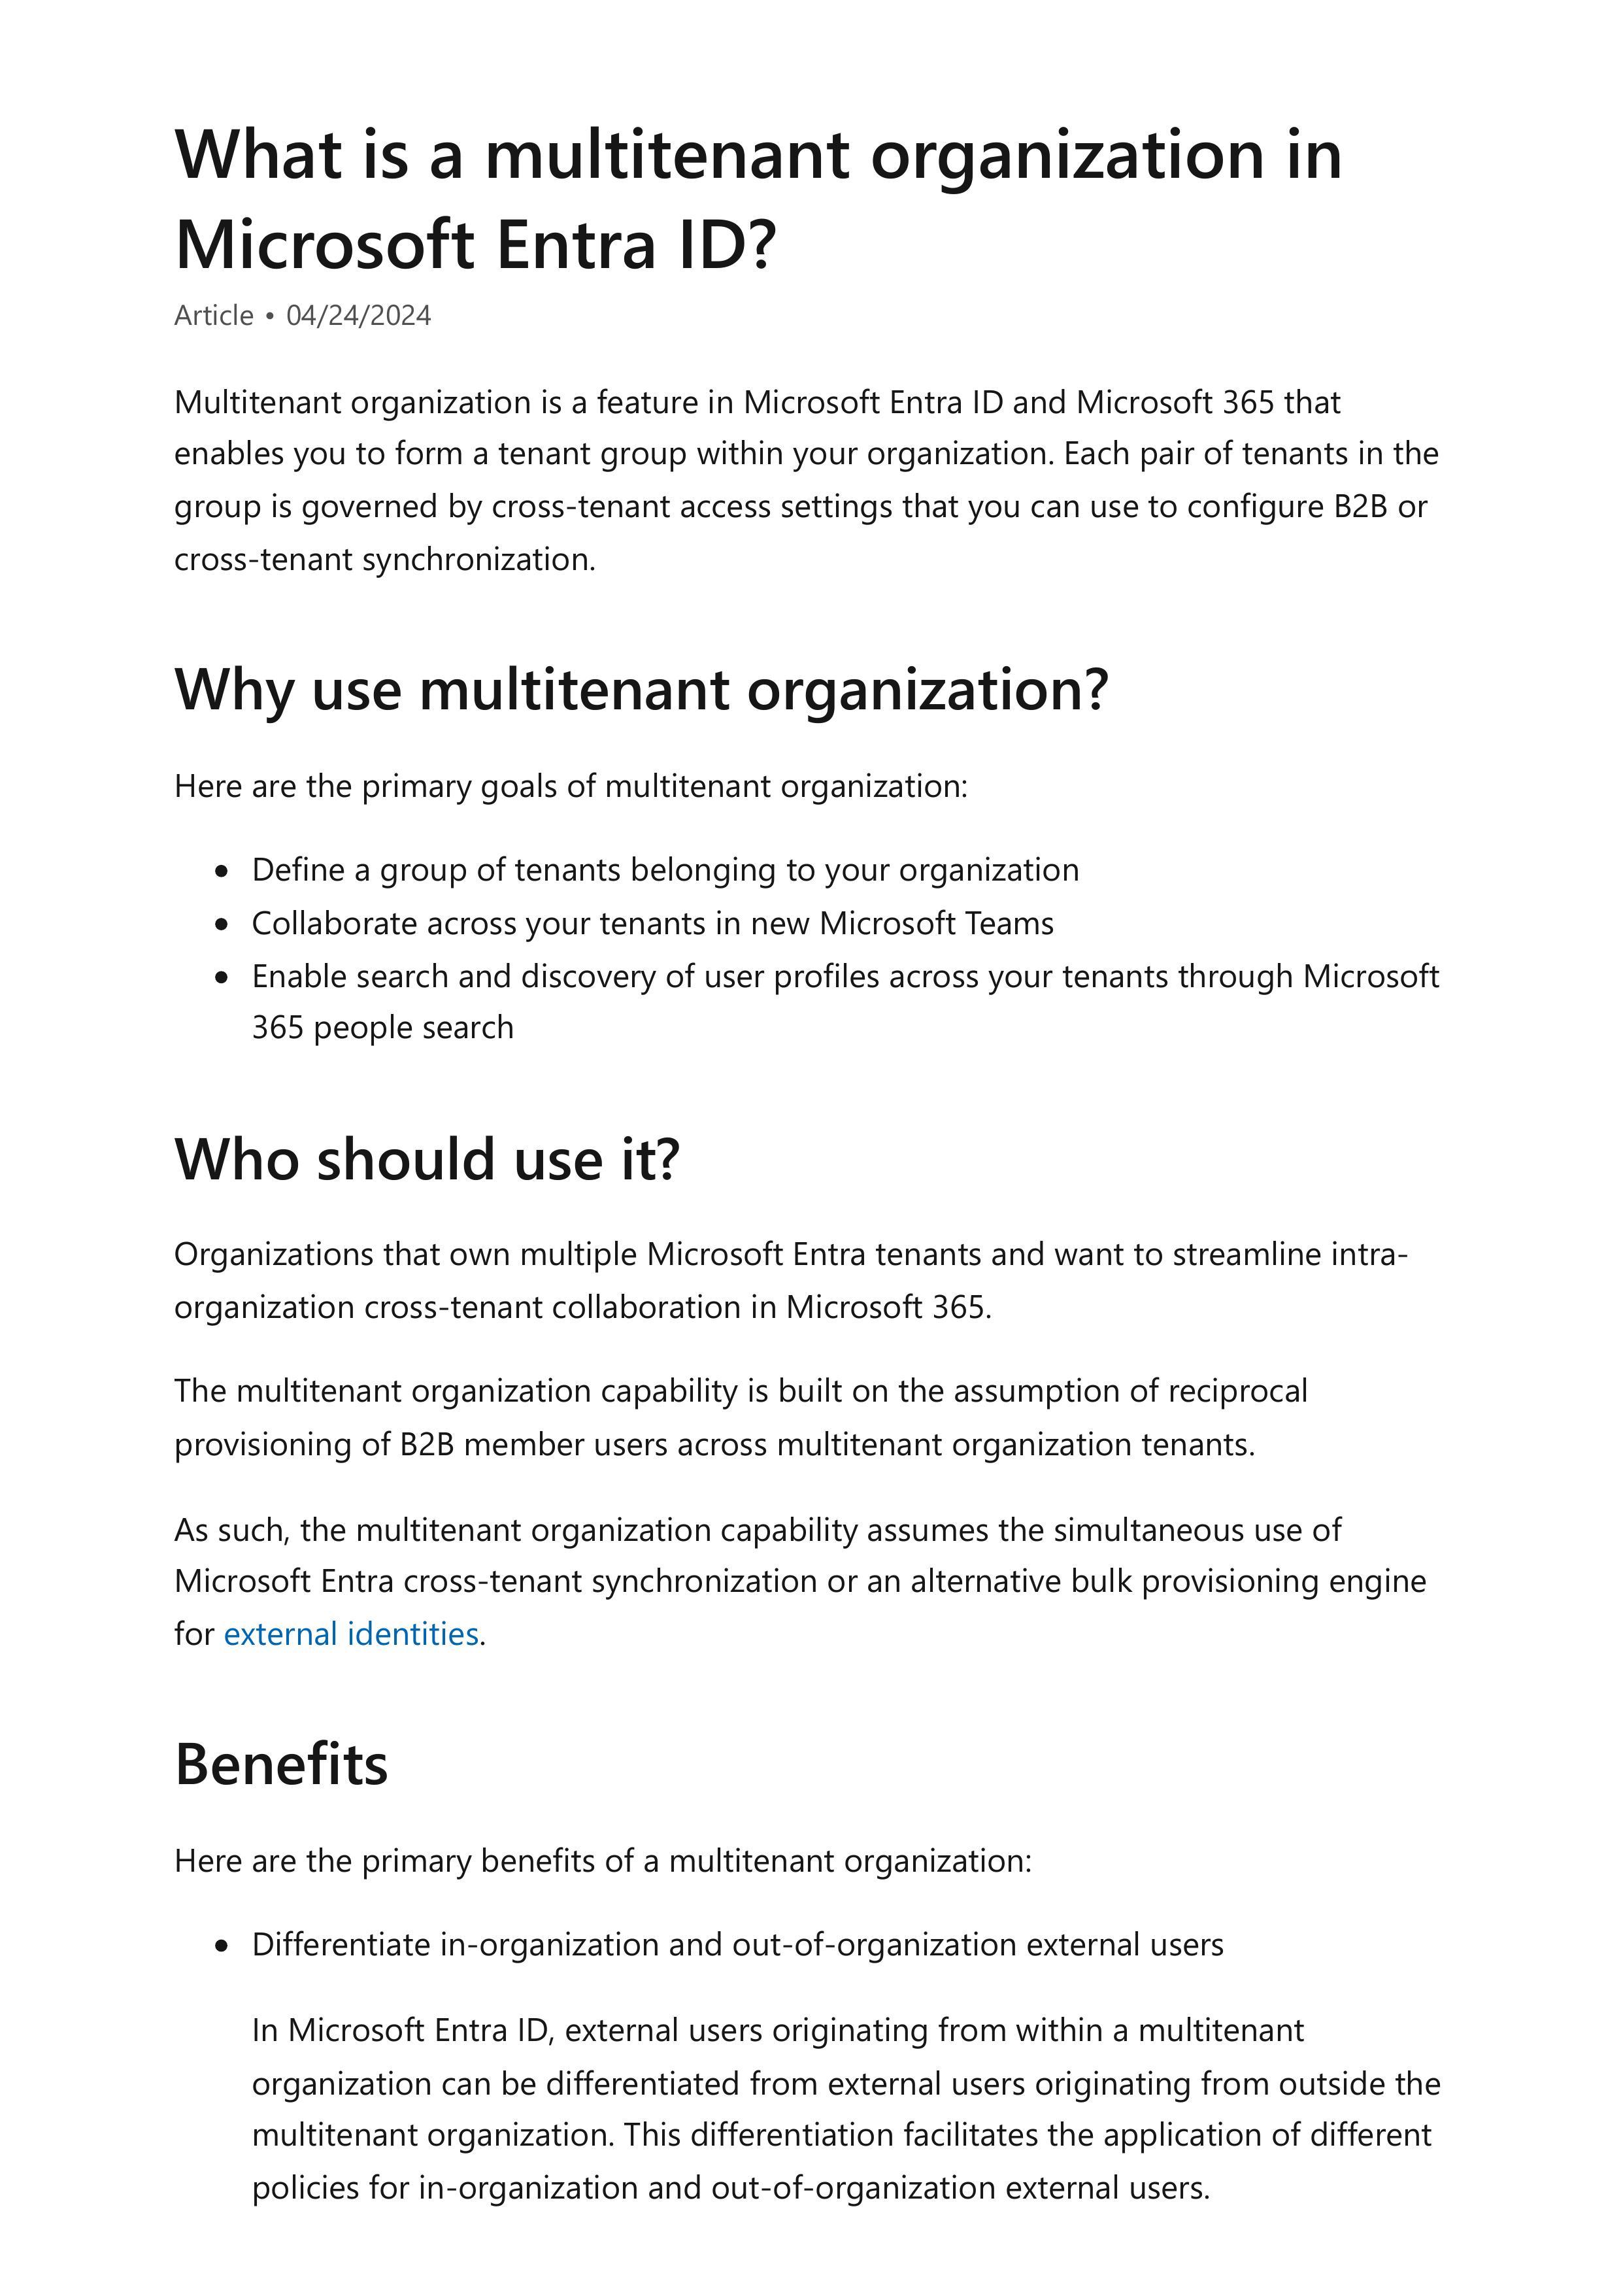 What is a multitenant organization in
Microsoft Entra ID?
Article • 04/24/2024
Multitenant organization is a feature in Microsoft Entra ID and Microsoft 365 that
enables you to form a tenant group within your organization. Each pair of tenants in the
group is governed by cross-tenant access settings that you can use to configure B2B or
cross-tenant synchronization.
Why use multitenant organization?
Here are the primary goals of multitenant organization:
• Define a group of tenants belonging to your organization
• Collaborate across your tenants in new Microsoft Teams
• Enable search and discovery of user profiles across your tenants through Microsoft
365 people search
Who should use it?
Organizations that own multiple Microsoft Entra tenants and want to streamline intra-
organization cross-tenant collaboration in Microsoft 365.
The multitenant organization capability is built on the assumption of reciprocal
provisioning of B2B member users across multitenant organization tenants.
As such, the multitenant organization capability assumes the simultaneous use of
Microsoft Entra cross-tenant synchronization or an alternative bulk provisioning engine
for external identities.
Benefits
Here are the primary benefits of a multitenant organization:
• Differentiate in-organization and out-of-organization external users
In Microsoft Entra ID, external users originating from within a multitenant
organization can be differentiated from external users originating from outside the
multitenant organization. This differentiation facilitates the application of different
policies for in-organization and out-of-organization external users.